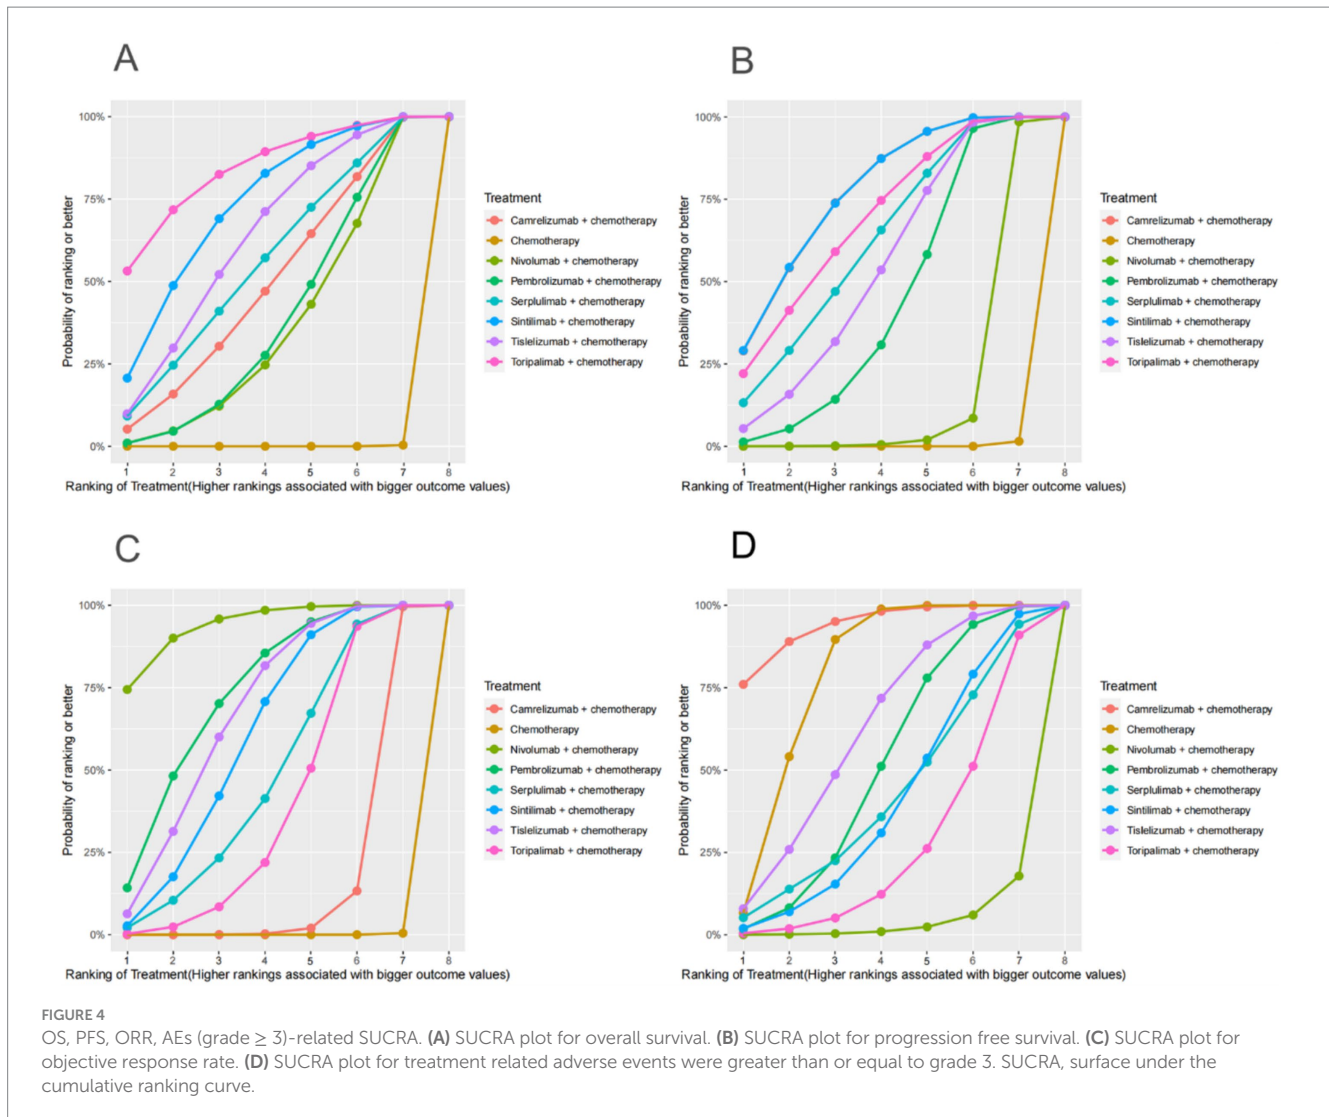 A
100%
75%
50%
25%
0%
Probability of ranking or better
1 2 3 4 5 6 7 8
Ranking of Treatment(Higher rankings associated with bigger outcome values)
Treatment
Camrelizumab + chemotherapy
Chemotherapy
Nivolumab + chemotherapy
Pembrolizumab + chemotherapy
Serplulimab + chemotherapy
Sintilimab + chemotherapy
Tislelizumab + chemotherapy
Toripalimab + chemotherapy
B
100%
75%
50%
25%
0%
Probability of ranking or better
1 2 3 4 5 6 7 8
Ranking of Treatment(Higher rankings associated with bigger outcome values)
Treatment
Camrelizumab + chemotherapy
Chemotherapy
Nivolumab + chemotherapy
Pembrolizumab + chemotherapy
Serplulimab + chemotherapy
Sintilimab + chemotherapy
Tislelizumab + chemotherapy
Toripalimab + chemotherapy
C
100%
75%
50%
25%
0%
Probability of ranking or better
1 2 3 4 5 6 7 8
Ranking of Treatment(Higher rankings associated with bigger outcome values)
Treatment
Camrelizumab + chemotherapy
Chemotherapy
Nivolumab + chemotherapy
Pembrolizumab + chemotherapy
Serplulimab + chemotherapy
Sintilimab + chemotherapy
Tislelizumab + chemotherapy
Toripalimab + chemotherapy
D
100%
75%
50%
25%
0%
Probability of ranking or better
1 2 3 4 5 6 7 8
Ranking of Treatment(Higher rankings associated with bigger outcome values)
Treatment
Camrelizumab + chemotherapy
Chemotherapy
Nivolumab + chemotherapy
Pembrolizumab + chemotherapy
Serplulimab + chemotherapy
Sintilimab + chemotherapy
Tislelizumab + chemotherapy
Toripalimab + chemotherapy
FIGURE 4
OS, PFS, ORR, AEs (grade ≥ 3)-related SUCRA. (A) SUCRA plot for overall survival. (B) SUCRA plot for progression free survival. (C) SUCRA plot for
objective response rate. (D) SUCRA plot for treatment related adverse events were greater than or equal to grade 3. SUCRA, surface under the
cumulative ranking curve.